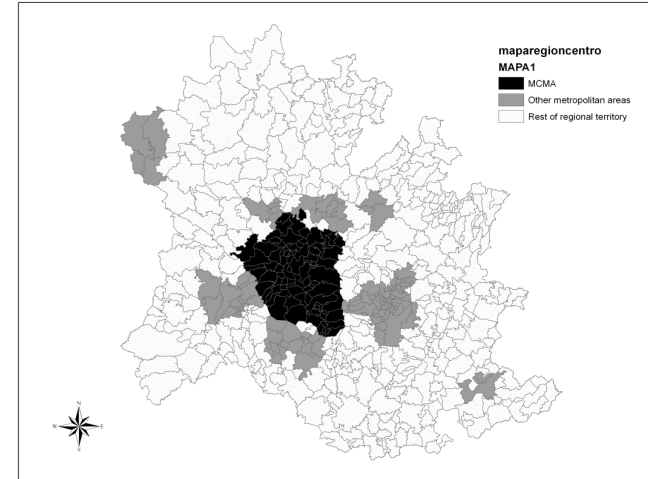 maparegioncentro
MAPA1
MCMA
Other metropolitan areas
Rest of regional territory
N
W E
S